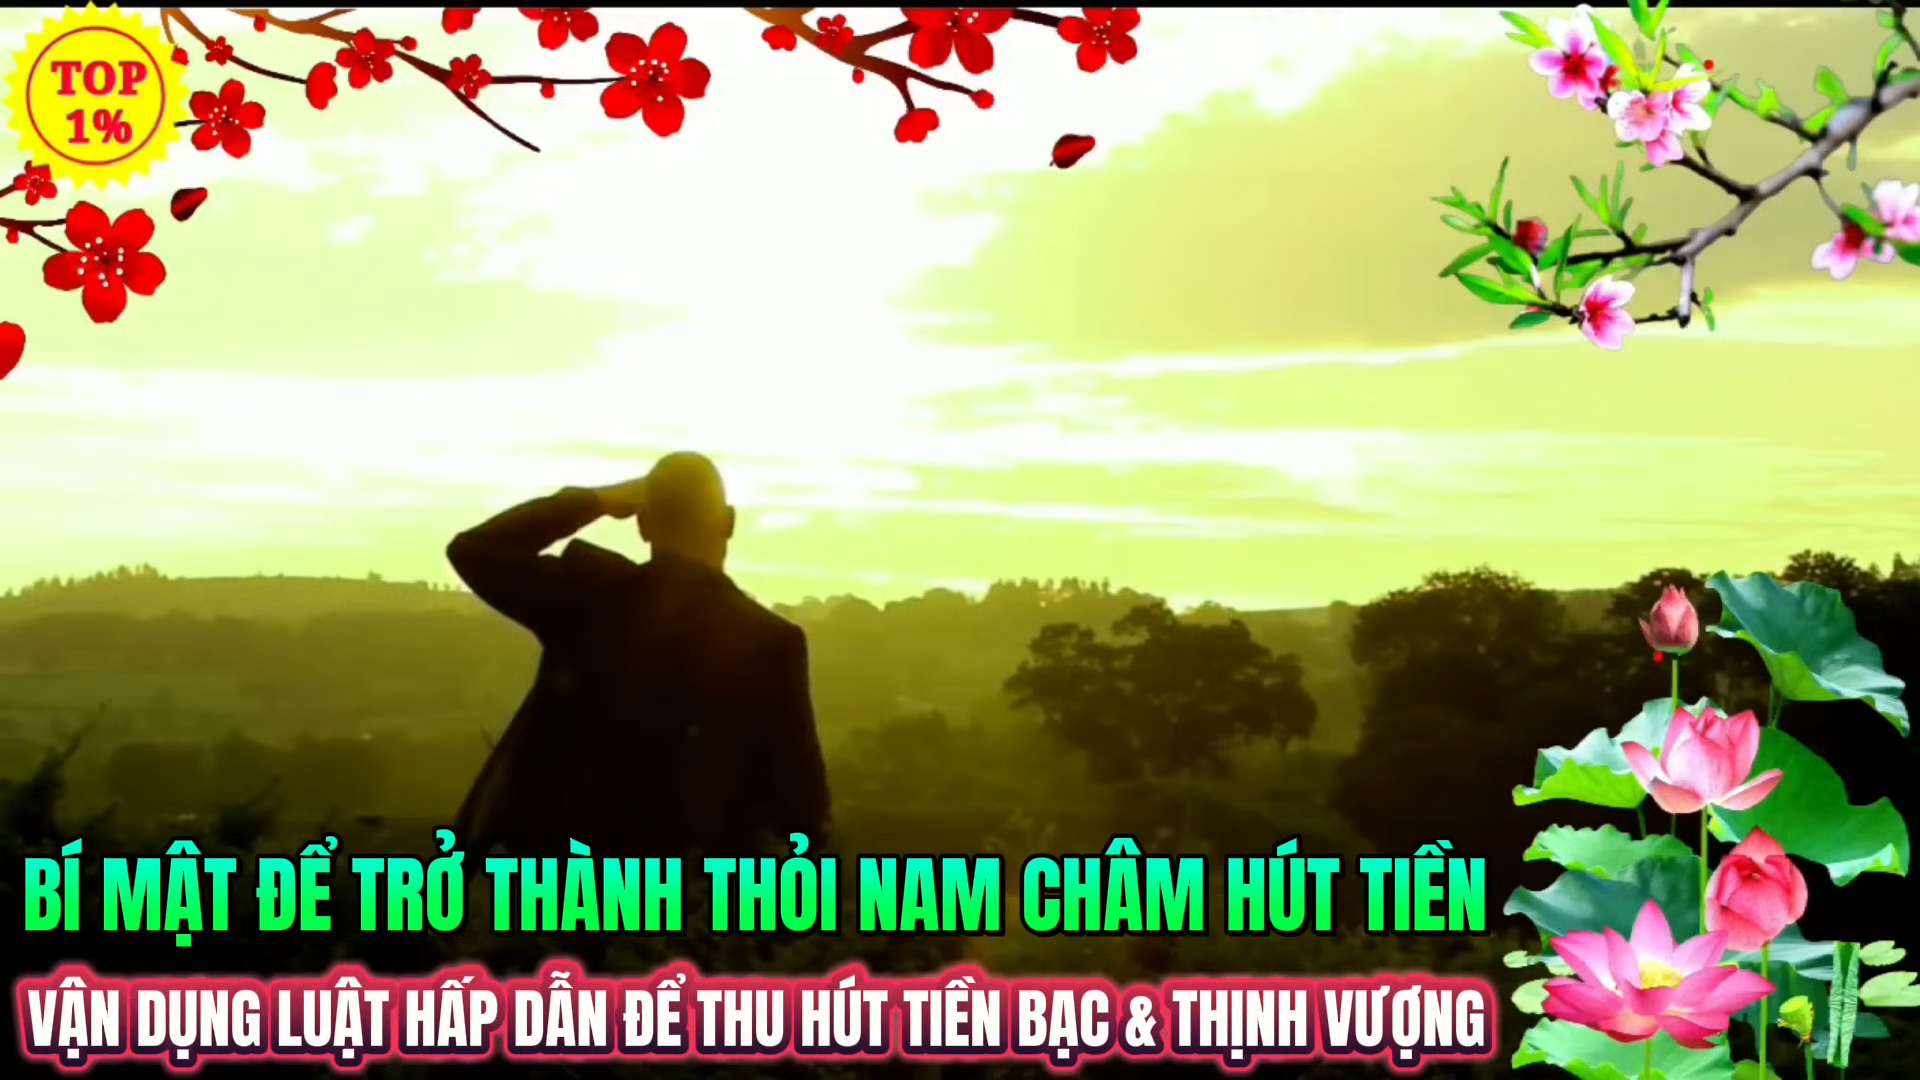 TOP
1%
BÍ MẬT ĐỂ TRỞ THÀNH THỎI NAM CHÂM HÚT TIỀN
VẬN DỤNG LUẬT HẤP DẪN ĐỂ THU HÚT TIỀN BẠC & THỊNH VƯỢNG